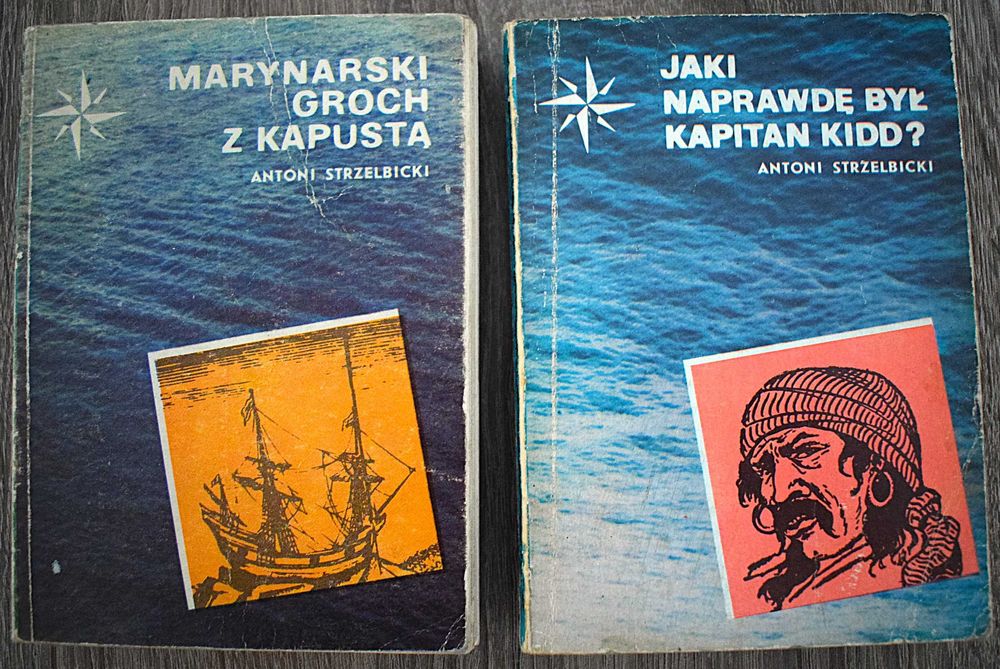 MARYNARSKI
GROCH
Z KAPUSTĄ
ANTONI STRZELBICKI
JAKI
NAPRAWDĘ BYŁ
KAPITAN KIDD?
ANTONI STRZELBICKI